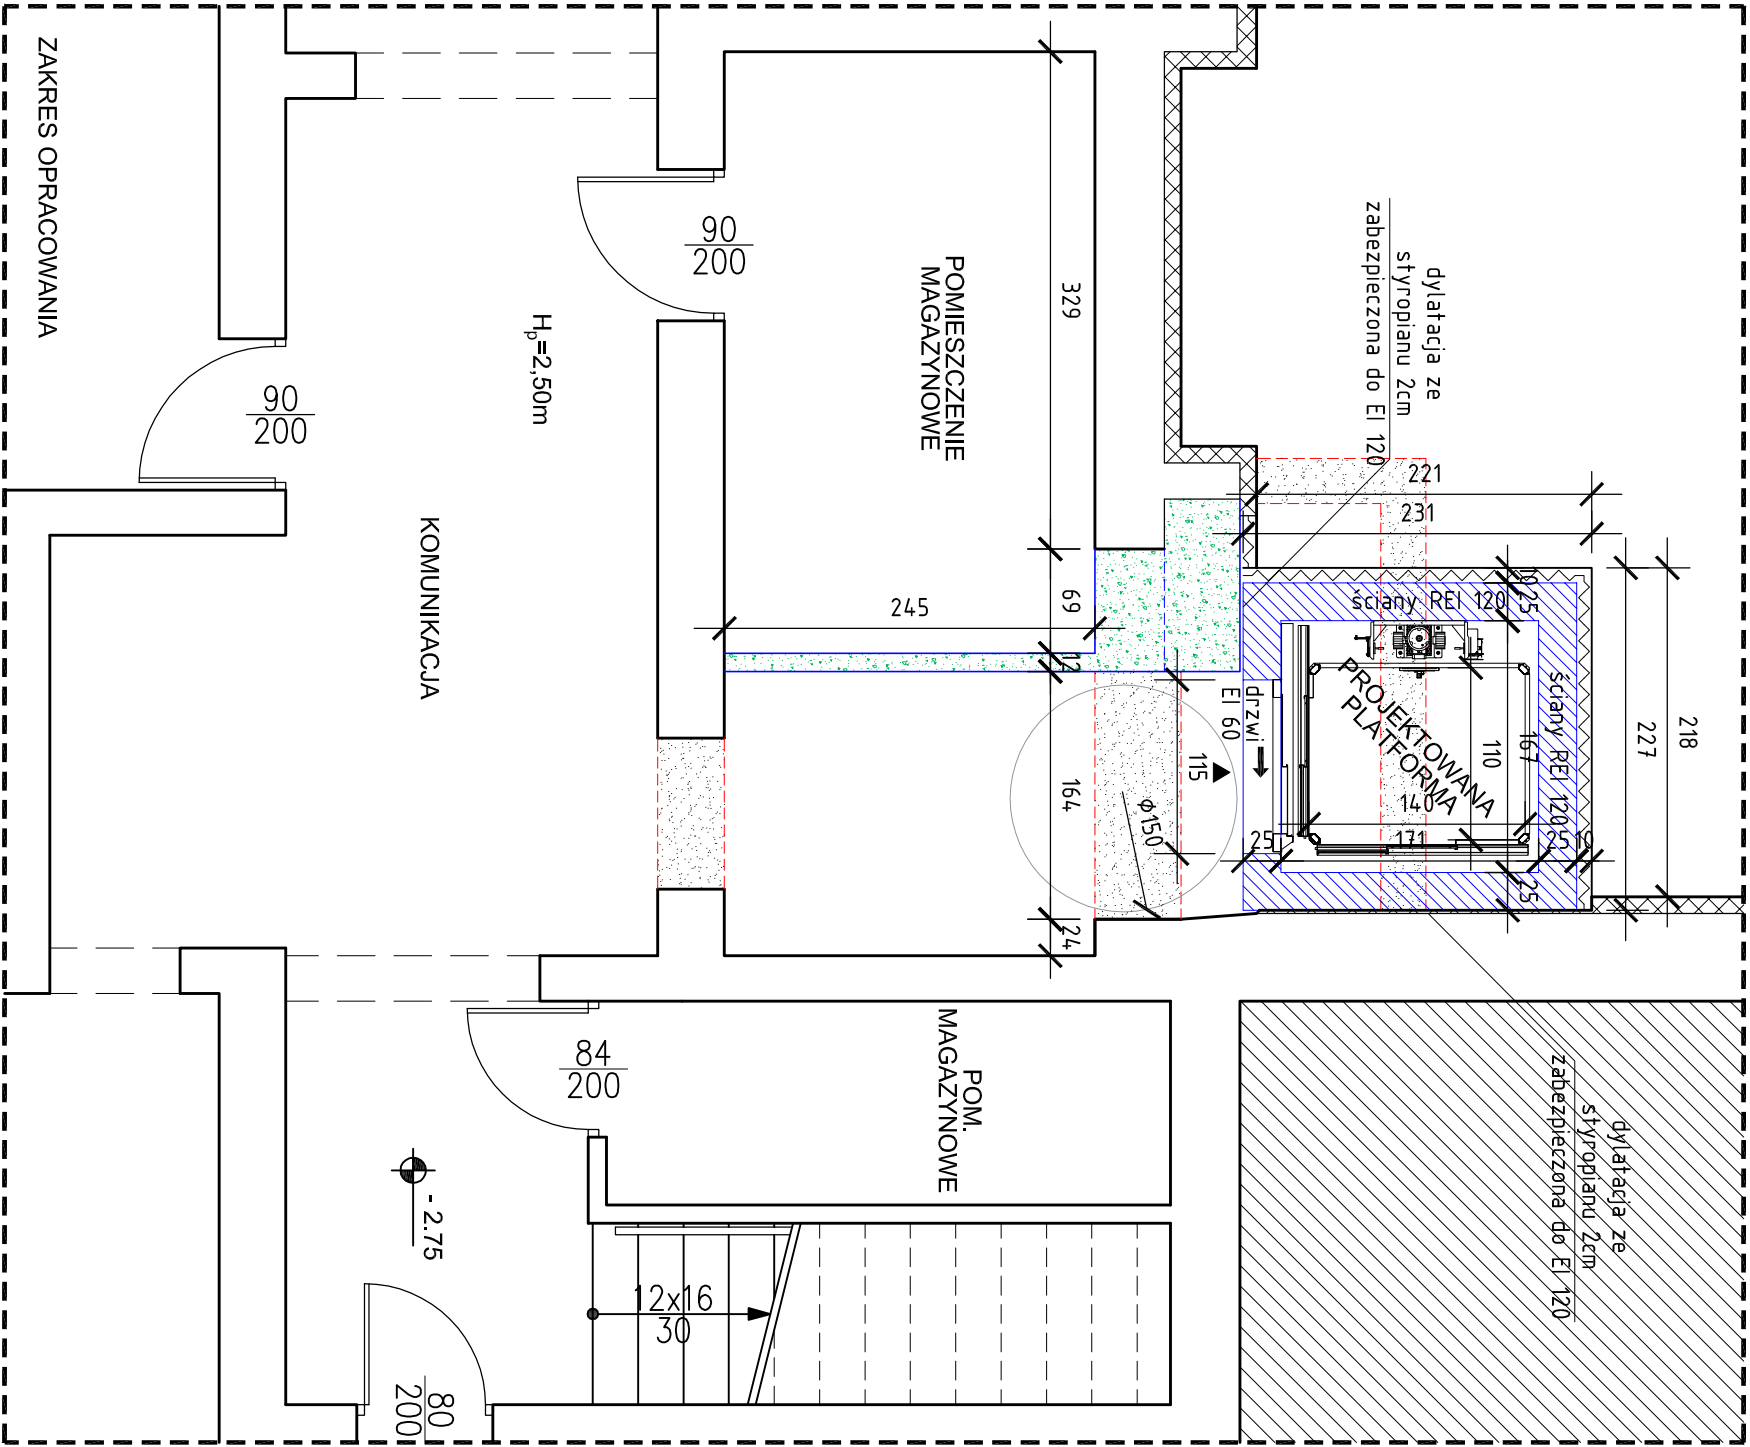 ZAKRES OPRACOWANIA
90
200
90
200
H
p
=2,50m
KOMUNIKACJA
POMIESZCZENIE
MAGAZYNOWE
329
69
12
164
24
245
dylatacja ze
styropianu 2cm
zabezpieczona do EI 120
221
231
10
25
ściany REI 120
ściany REI 120
218
227
PROJEKTOWANA
PLATFORMA
110
167
140
171
25
25
10
25
drzwi
EI 60
115
ϕ150
84
200
POM.
MAGAZYNOWE
- 2.75
12x16
30
80
200
dylatacja ze
styropianu 2cm
zabezpieczona do EI 120